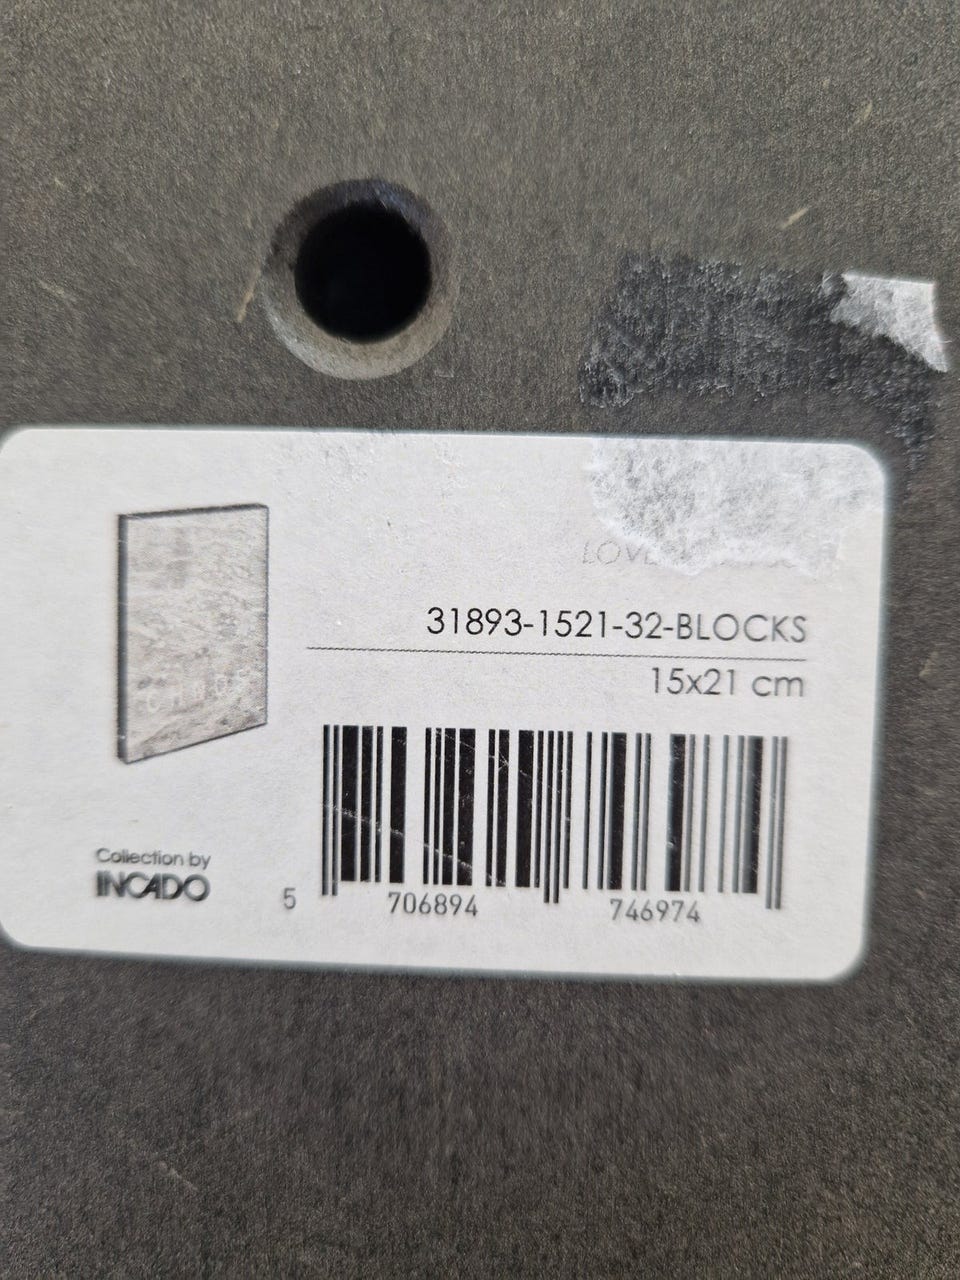 31893-1521-32-BLOCKS
15x21 cm
Collection by
INCADO
5 706894 746974